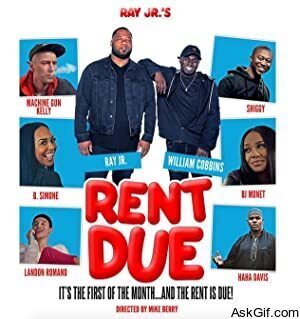 RAY JR.'S
MACHINE GUN
KELLY
SHIGGY
RAY JR.
WILLIAM COBBINS
B. SIMONE
BJ MONET
RENT
DUE
LANDON ROMANO
HAHA DAVIS
IT'S THE FIRST OF THE MONTH...AND THE RENT IS DUE!
DIRECTED BY MIKE BERRY
AskGif.com